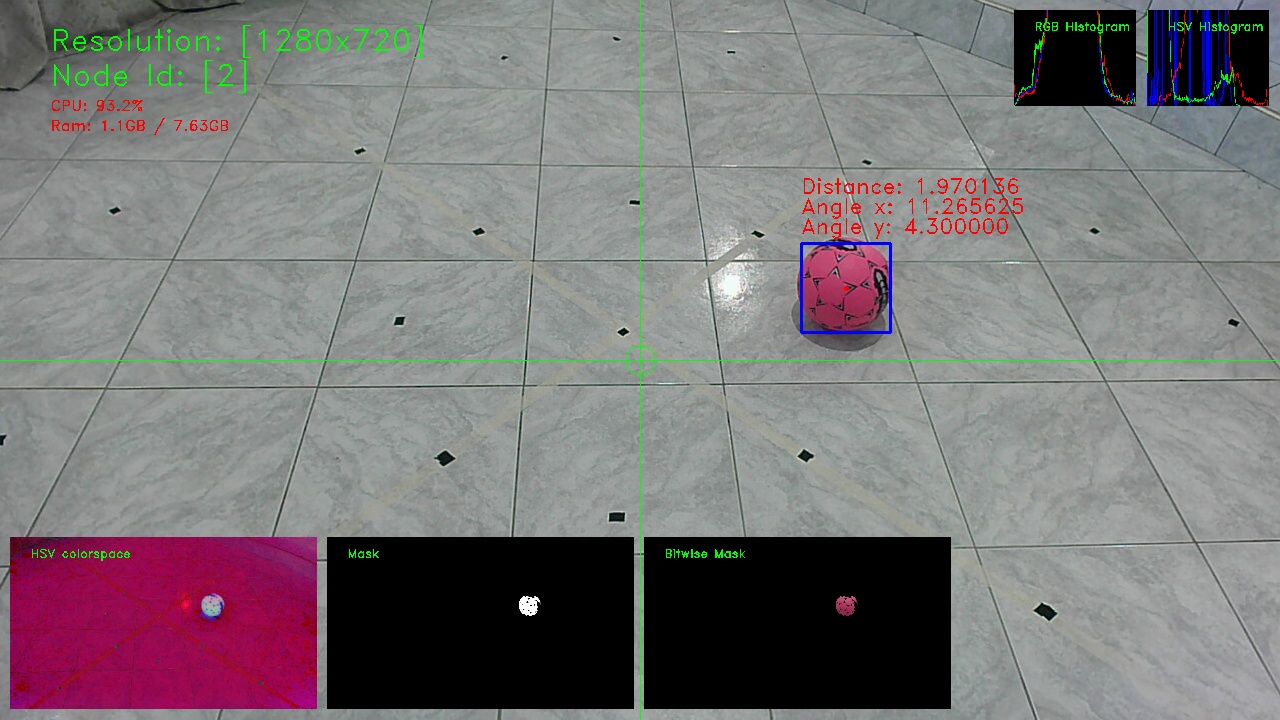 Resolution: [1280x720]
Node Id: [2]
CPU: 93.2%
Ram: 1.1GB / 7.63GB
RGB Histogram
HSV Histogram
Distance: 1.970136
Angle x: 11.265625
Angle y: 4.300000
HSV colorspace
Mask
Bitwise Mask